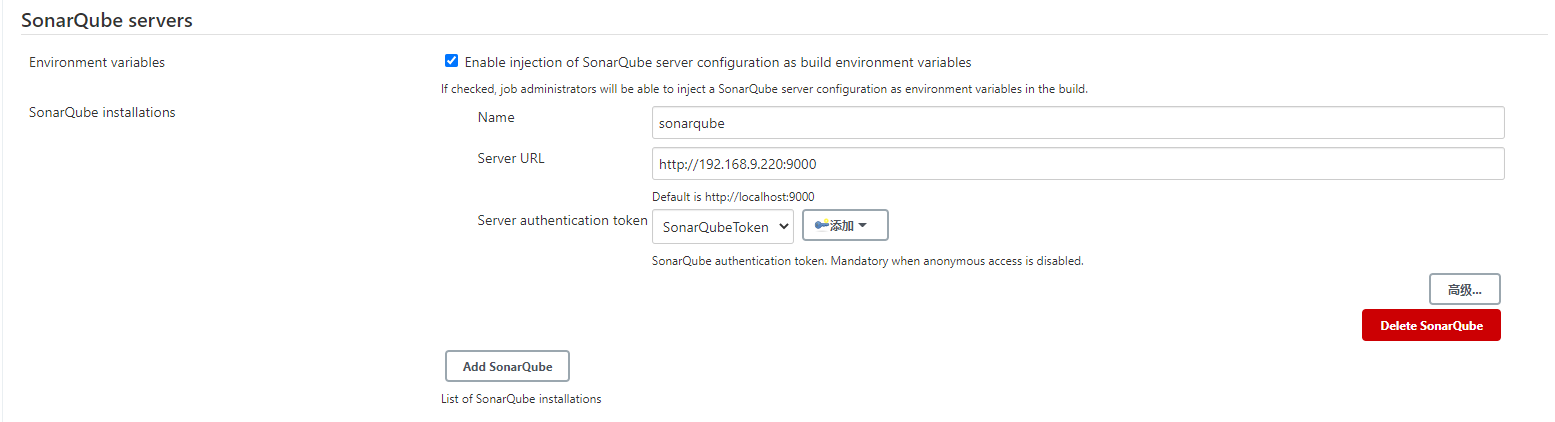 SonarQube servers
Environment variables
Enable injection of SonarQube server configuration as build environment variables
If checked, job administrators will be able to inject a SonarQube server configuration as environment variables in the build.
SonarQube installations
Name
sonarqube
Server URL
http://192.168.9.220:9000
Default is http://localhost:9000
Server authentication token
SonarQubeToken
添加
SonarQube authentication token. Mandatory when anonymous access is disabled.
高级...
Delete SonarQube
Add SonarQube
List of SonarQube installations